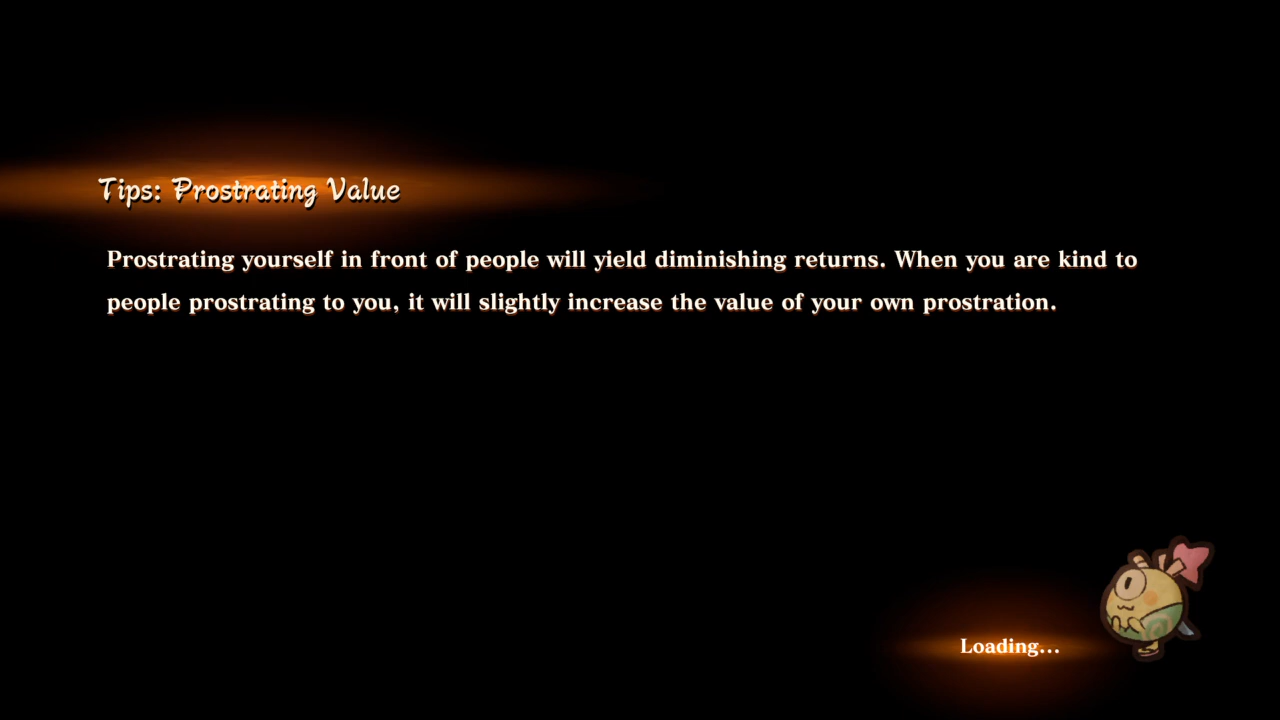 Tips: Prostrating Value
Prostrating yourself in front of people will yield diminishing returns. When you are kind to
people prostrating to you, it will slightly increase the value of your own prostration.
Loading...